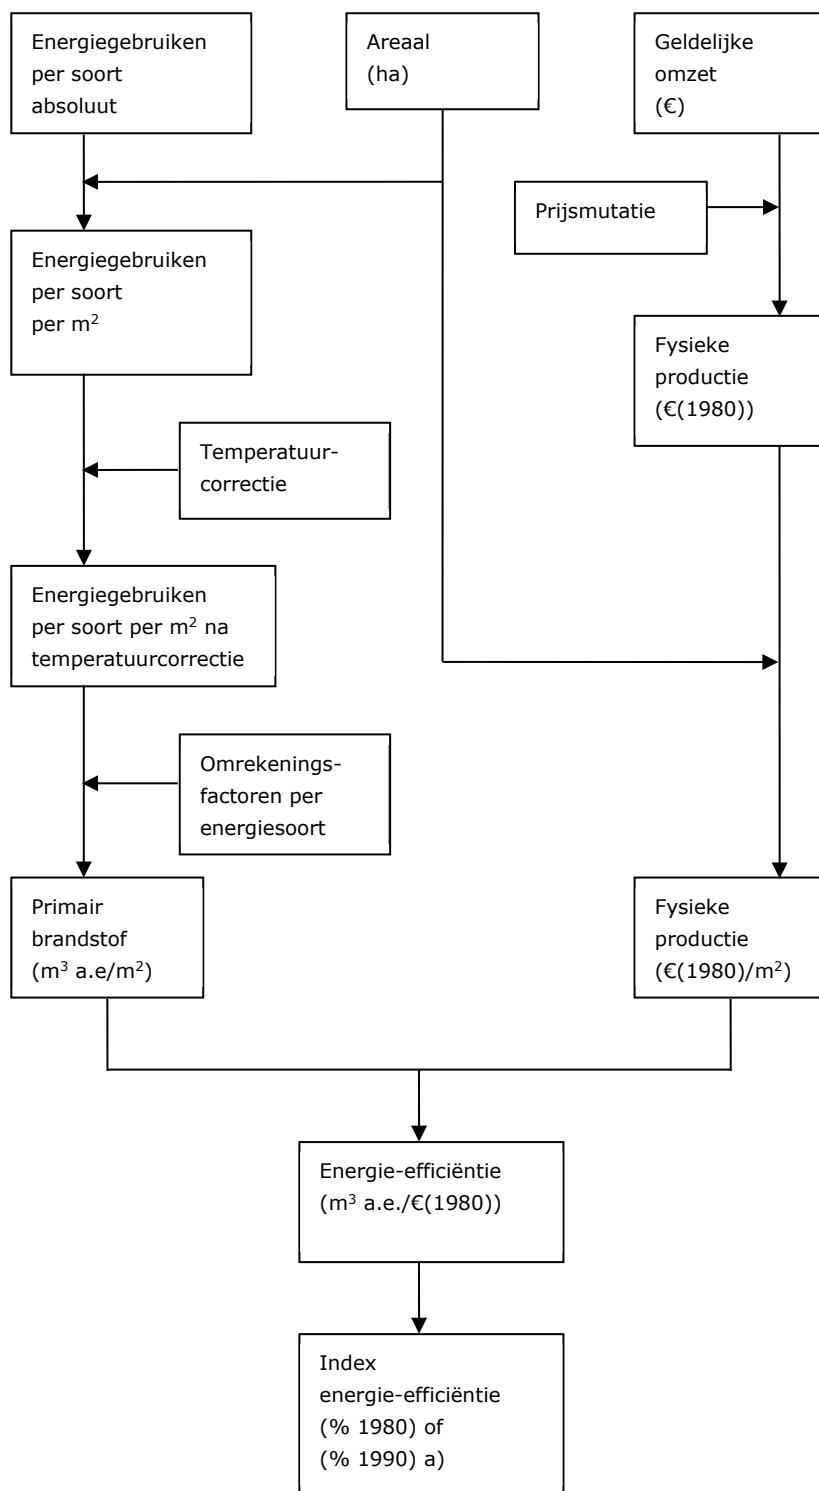 Energiegebruiken
per soort
absoluut
Areaal
(ha)
Geldelijke
omzet
(€)
Prijsmutatie
Energiegebruiken
per soort
per m²
Fysieke
productie
(€(1980))
Temperatuur-
correctie
Energiegebruiken
per soort per m² na
temperatuurcorrectie
Omrekenings-
factoren per
energiesoort
Primair
brandstof
(m³ a.e/m²)
Fysieke
productie
(€(1980)/m²)
Energie-efficiëntie
(m³ a.e./€(1980))
Index
energie-efficiëntie
(% 1980) of
(% 1990) a)